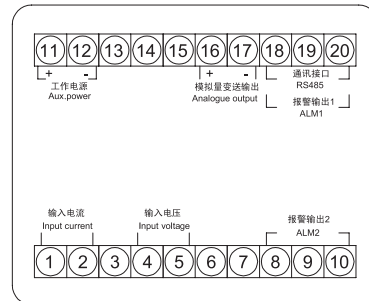 11 12 13 14 15 16 17 18 19 20
+ - + - 通讯接口
工作电源 模拟量变送输出 RS485
Aux.power Analogue output 报警输出1
ALM1
输入电流 输入电压 报警输出2
Input current Input voltage ALM2
1 2 3 4 5 6 7 8 9 10